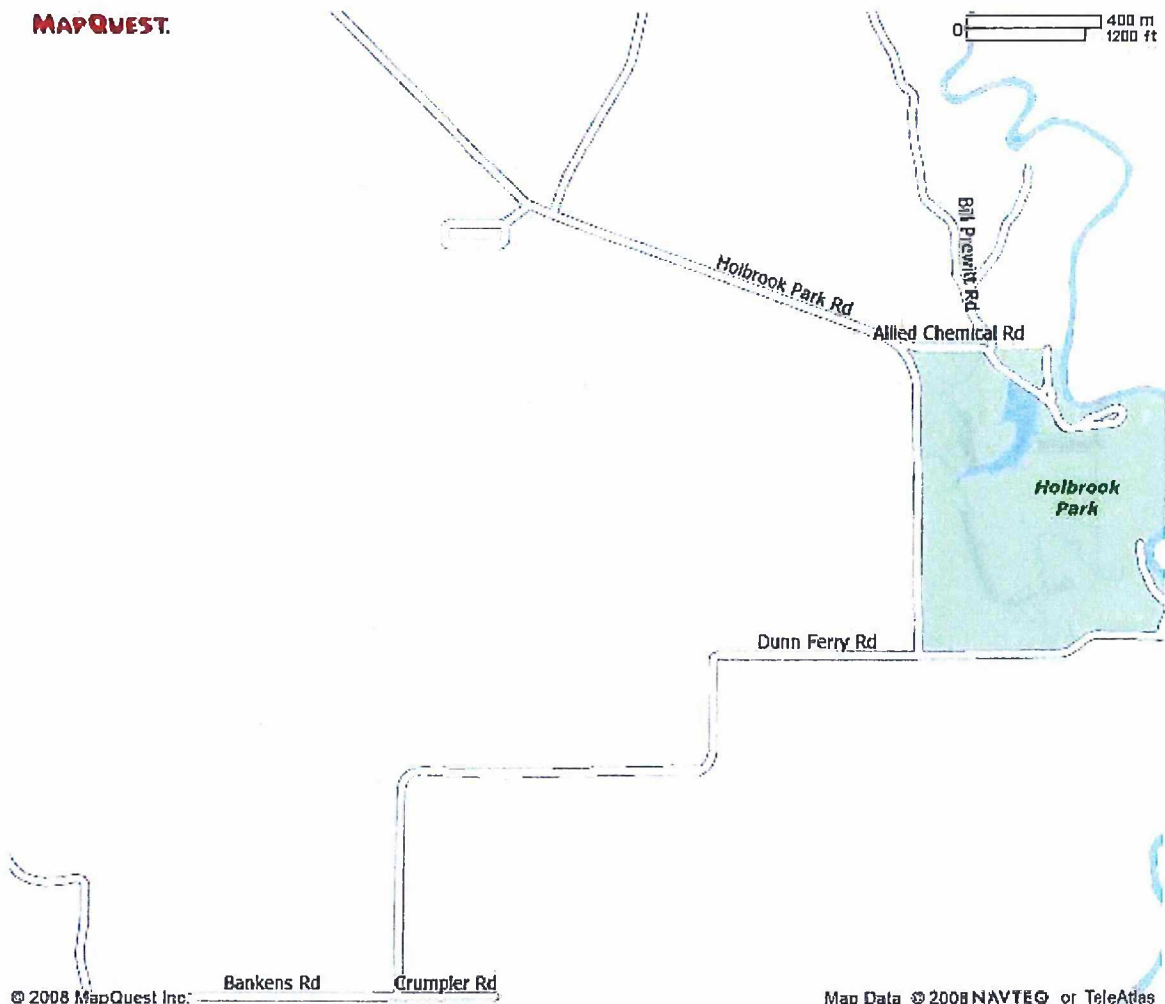 MAPQUEST.
0
400 m
1200 ft
Bill Prewitt Rd
Holbrook Park Rd
Allied Chemical Rd
Holbrook
Park
Dunn Ferry Rd
Bankens Rd
Crumpler Rd
© 2008 MapQuest Inc.
Map Data © 2008 NAVTEQ or TeleAtlas